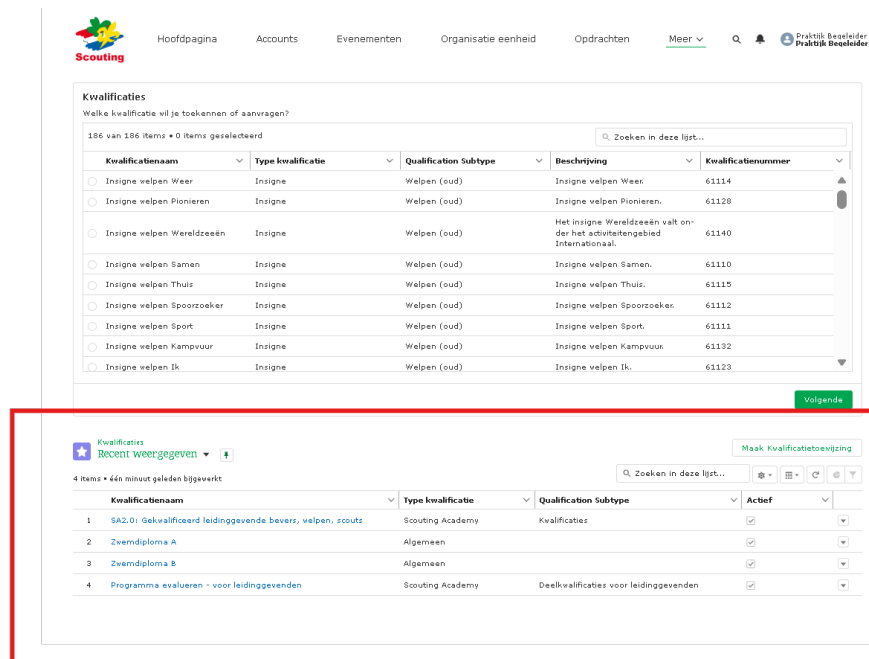 Scouting
Hoofdpagina Accounts Evenementen Organisatie eenheid Opdrachten Meer
Praktijk Begeleider
Praktijk Begeleider
Kwalificaties
Welke kwalificatie wil je toekennen of aanvragen?
186 van 186 items • 0 items geselecteerd
Zoeken in deze lijst...
Kwalificatienaam Type kwalificatie Qualification Subtype Beschrijving Kwalificatienummer
Insigne welpen Weer Insigne Welpen (oud) Insigne welpen Weer. 61114
Insigne welpen Pionieren Insigne Welpen (oud) Insigne welpen Pionieren. 61128
Insigne welpen Wereldzeeën Insigne Welpen (oud) Het insigne Wereldzeeën valt on-
der het activiteitengebied
Internationaal. 61140
Insigne welpen Samen Insigne Welpen (oud) Insigne welpen Samen. 61110
Insigne welpen Thuis Insigne Welpen (oud) Insigne welpen Thuis. 61115
Insigne welpen Spoorzoeker Insigne Welpen (oud) Insigne welpen Spoorzoeker. 61112
Insigne welpen Sport Insigne Welpen (oud) Insigne welpen Sport. 61111
Insigne welpen Kampvuur Insigne Welpen (oud) Insigne welpen Kampvuur. 61132
Insigne welpen Ik Insigne Welpen (oud) Insigne welpen Ik. 61123
Volgende
Kwalificaties
Recent weergegeven
Maak Kwalificatietoewijzing
4 items • één minuut geleden bijgewerkt
Zoeken in deze lijst...
Kwalificatienaam Type kwalificatie Qualification Subtype Actief
1 SA2.0: Gekwalificeerd leidinggevende bevers, welpen, scouts Scouting Academy Kwalificaties
2 Zwemdiploma A Algemeen
3 Zwemdiploma B Algemeen
4 Programma evalueren - voor leidinggevenden Scouting Academy Deelkwalificaties voor leidinggevenden